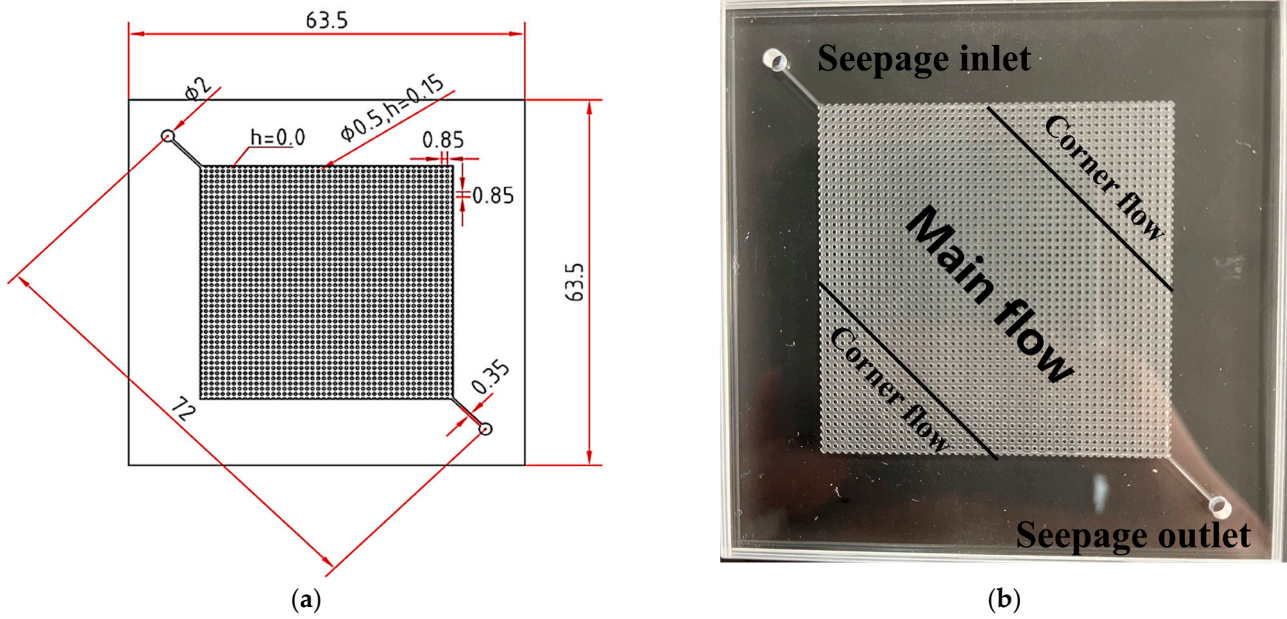 63.5
ϕ2
h=0.0
ϕ0.5,h=0.15
0.85
0.85
63.5
0.35
72
(a)
Seepage inlet
Corner flow
Main flow
Corner flow
Seepage outlet
(b)